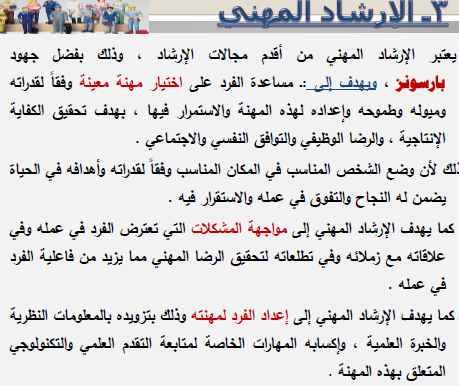 ٣ـ الإرشاد المهني
يعتبر الإرشاد المهني من أقدم مجالات الإرشاد ، وذلك بفضل جهود
بارسونز ، ويهدف إلى :ـ مساعدة الفرد على اختيار مهنة معينة وفقاً لقدراته
وميوله وطموحه وإعداده لهذه المهنة والاستمرار فيها ، بهدف تحقيق الكفاية
الإنتاجية ، والرضا الوظيفي والتوافق النفسي والاجتماعي .
ذلك لأن وضع الشخص المناسب في المكان المناسب وفقاً لقدراته وأهدافه في الحياة
يضمن له النجاح والتفوق في عمله والاستقرار فيه .
كما يهدف الإرشاد المهني إلى مواجهة المشكلات التي تعترض الفرد في عمله وفي
علاقاته مع زملائه وفي تطلعاته لتحقيق الرضا المهني مما يزيد من فاعلية الفرد
في عمله .
كما يهدف الإرشاد المهني إلى إعداد الفرد لمهنته وذلك بتزويده بالمعلومات النظرية
والخبرة العلمية ، وإكسابه المهارات الخاصة لمتابعة التقدم العلمي والتكنولوجي
المتعلق بهذه المهنة .